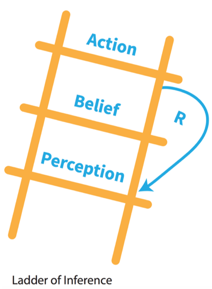 Action
Belief
R
Perception
Ladder of Inference